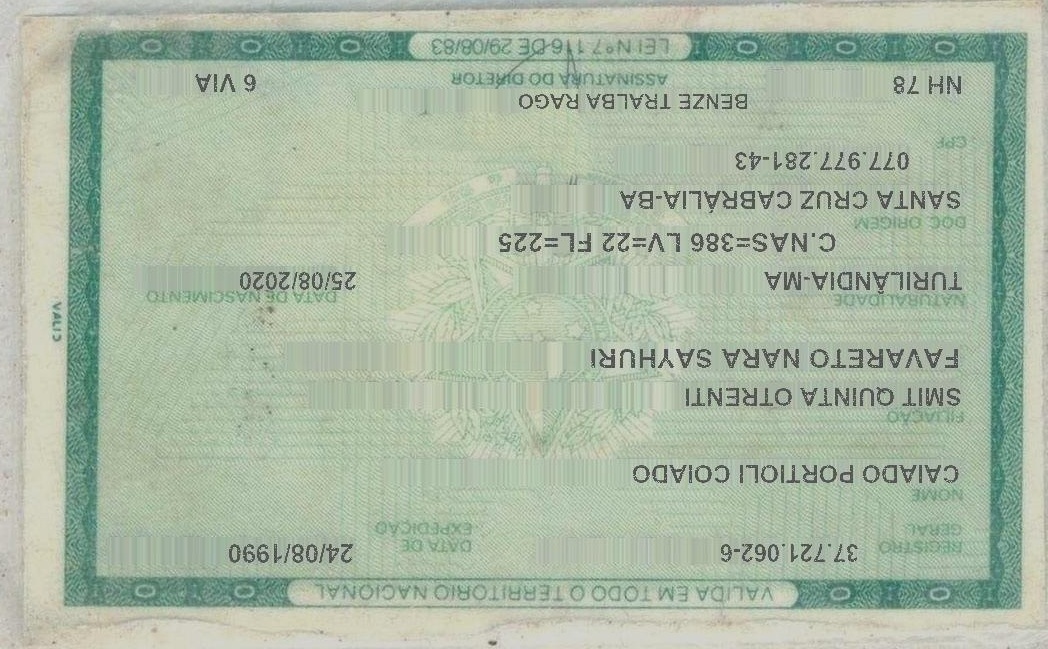 VALIDA EM TODO O TERRITORIO NACIONAL
REGISTRO GERAL 37.721.062-6 DATA DE EXPEDIÇÃO 24/08/1990
NOME
CAIADO PORTIOLI COIADO
FILIAÇÃO
SMIT QUINTA OTRENTI
FAVARETO NARA SAYHURI
NATURALIDADE DATA DE NASCIMENTO
TURILÂNDIA-MA 25/08/2020
C.NAS=386 LV=22 FL=225
DOC ORIGEM
SANTA CRUZ CABRÁLIA-BA
CPF 077.977.281-43
BENZE TRALBA RAGO
NH 78 ASSINATURA DO DIRETOR 6 VIA
LEI Nº 7.116 DE 29/08/83